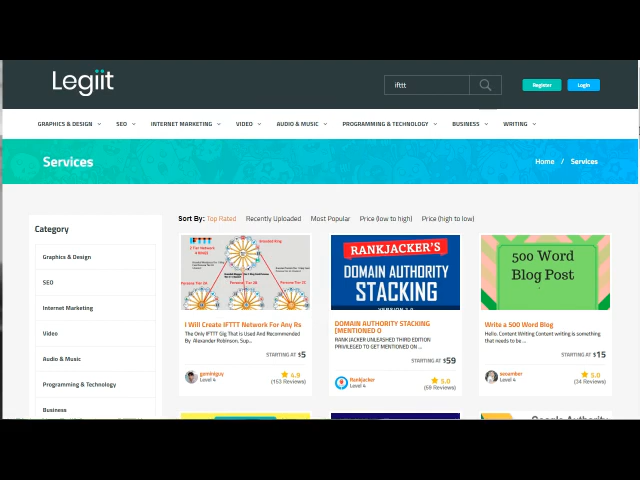 Legiit
ifttt
Register
Login
GRAPHICS & DESIGN
SEO
INTERNET MARKETING
VIDEO
AUDIO & MUSIC
PROGRAMMING & TECHNOLOGY
BUSINESS
WRITING
Services
Home / Services
Category
Graphics & Design
SEO
Internet Marketing
Video
Audio & Music
Programming & Technology
Business
Sort By: Top Rated Recently Uploaded Most Popular Price (low to high) Price (high to low)
IFTTT
I Will Create IFTTT Network For Any Rs
The Only IFTTT Gig That Is Used And Recommended
By Alexander Robinson, Sup...
STARTING AT $5
geminiguy
Level 4
4.9
(153 Reviews)
RANKJACKER'S
DOMAIN AUTHORITY
STACKING
DOMAIN AUTHORITY STACKING
[MENTIONED O
RANK JACKER UNLEASHED THIRD EDITION
PRIVILEGED TO GET MENTIONED ON ...
STARTING AT $59
Rankjacker
Level 4
5.0
(59 Reviews)
500 Word
Blog Post
Write a 500 Word Blog
Hello. Content Writing Content writing is something
that needs to be ...
STARTING AT $15
Level 4
5.0
(34 Reviews)